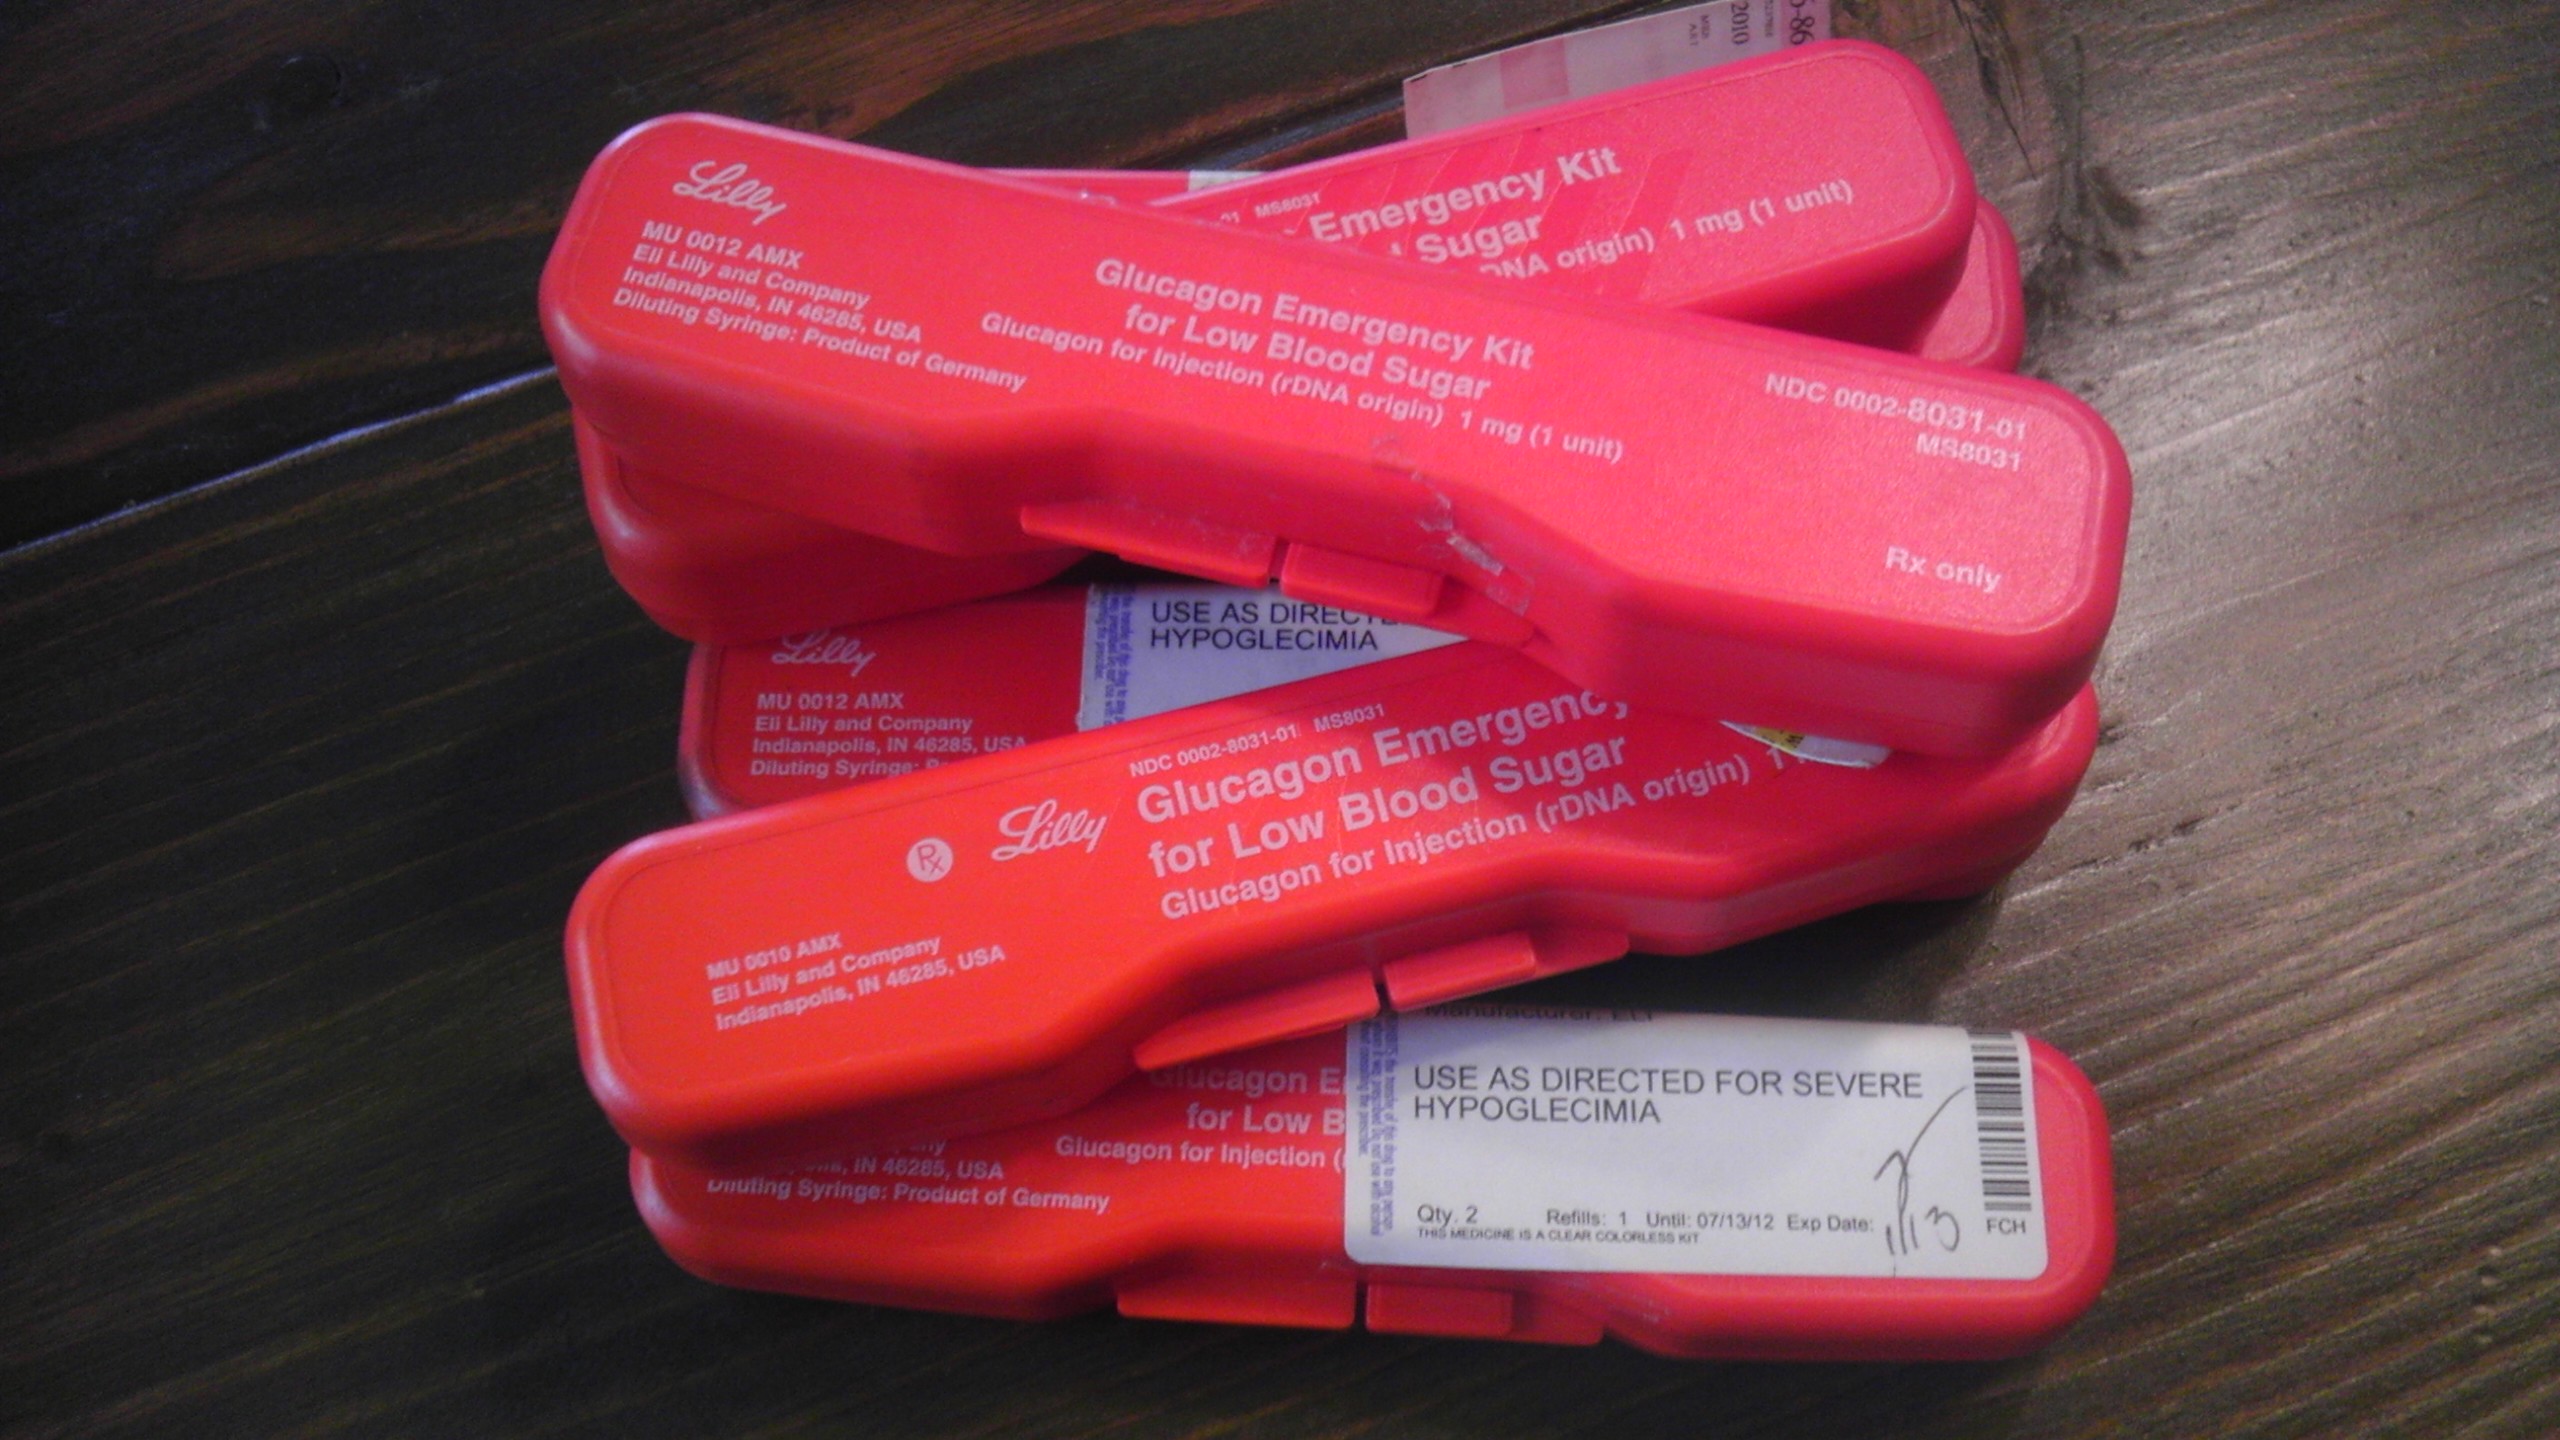 2010
Emergency Kit
Sugar
origin) 1 mg (1 unit)
MS8031
Lilly
MU 0012 AMX
Eli Lilly and Company
Indianapolis, IN 46285, USA
Diluting Syringe: Product of Germany
Glucagon Emergency Kit
for Low Blood Sugar
Glucagon for Injection (rDNA origin) 1 mg (1 unit)
NDC 0002-8031-01
MS8031
Rx only
Lilly
MU 0012 AMX
Eli Lilly and Company
Indianapolis, IN 46285, USA
Diluting Syringe:
USE AS
HYPOGLECIMIA
NDC 0002-8031-01 MS8031
Rx Lilly
Glucagon Emergency
for Low Blood Sugar
Glucagon for Injection (rDNA origin)
MU 0010 AMX
Eli Lilly and Company
Indianapolis, IN 46285, USA
Glucagon
for Low
Glucagon for Injection
IN 46285, USA
Diluting Syringe: Product of Germany
Manufacturer:
USE AS DIRECTED FOR SEVERE
HYPOGLECIMIA
Qty. 2 Refills: 1 Until: 07/13/12 Exp Date: 1/13
THIS MEDICINE IS A CLEAR COLORLESS KIT
FCH